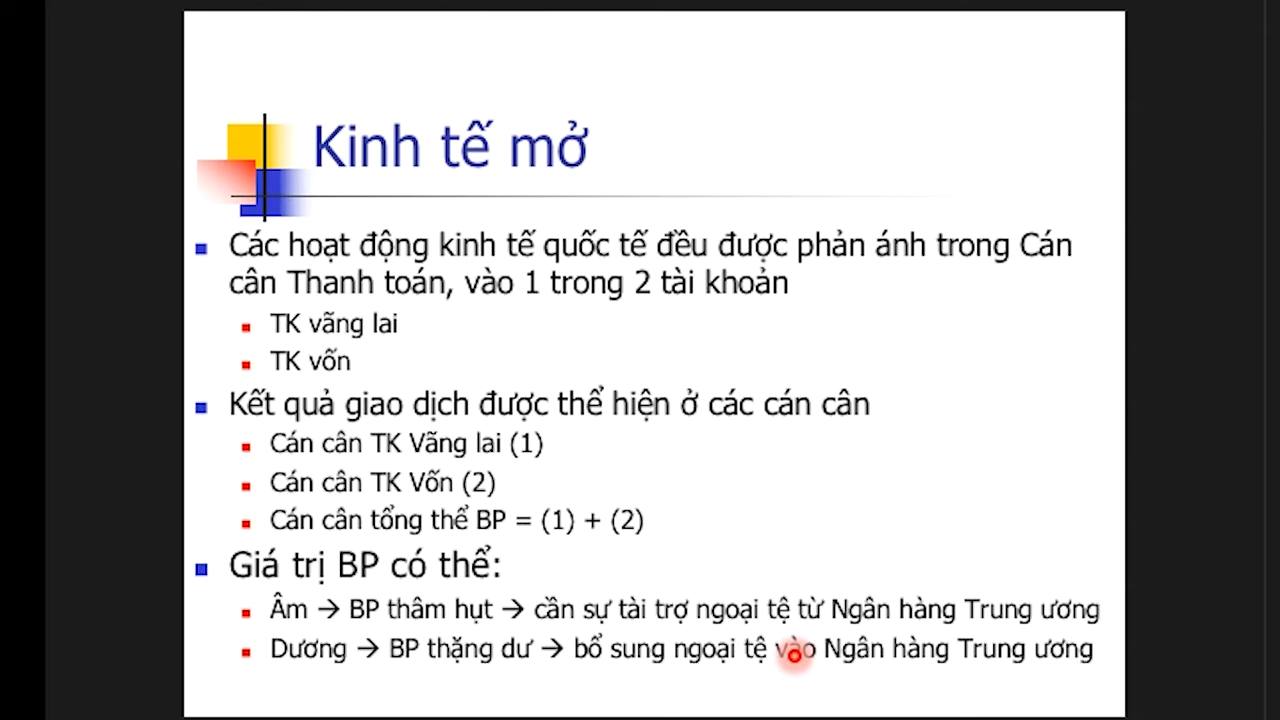 Kinh tế mở
Các hoạt động kinh tế quốc tế đều được phản ánh trong Cán
cân Thanh toán, vào 1 trong 2 tài khoản
TK vãng lai
TK vốn
Kết quả giao dịch được thể hiện ở các cán cân
Cán cân TK Vãng lai (1)
Cán cân TK Vốn (2)
Cán cân tổng thể BP = (1) + (2)
Giá trị BP có thể:
Âm → BP thâm hụt → cần sự tài trợ ngoại tệ từ Ngân hàng Trung ương
Dương → BP thặng dư → bổ sung ngoại tệ vào Ngân hàng Trung ương